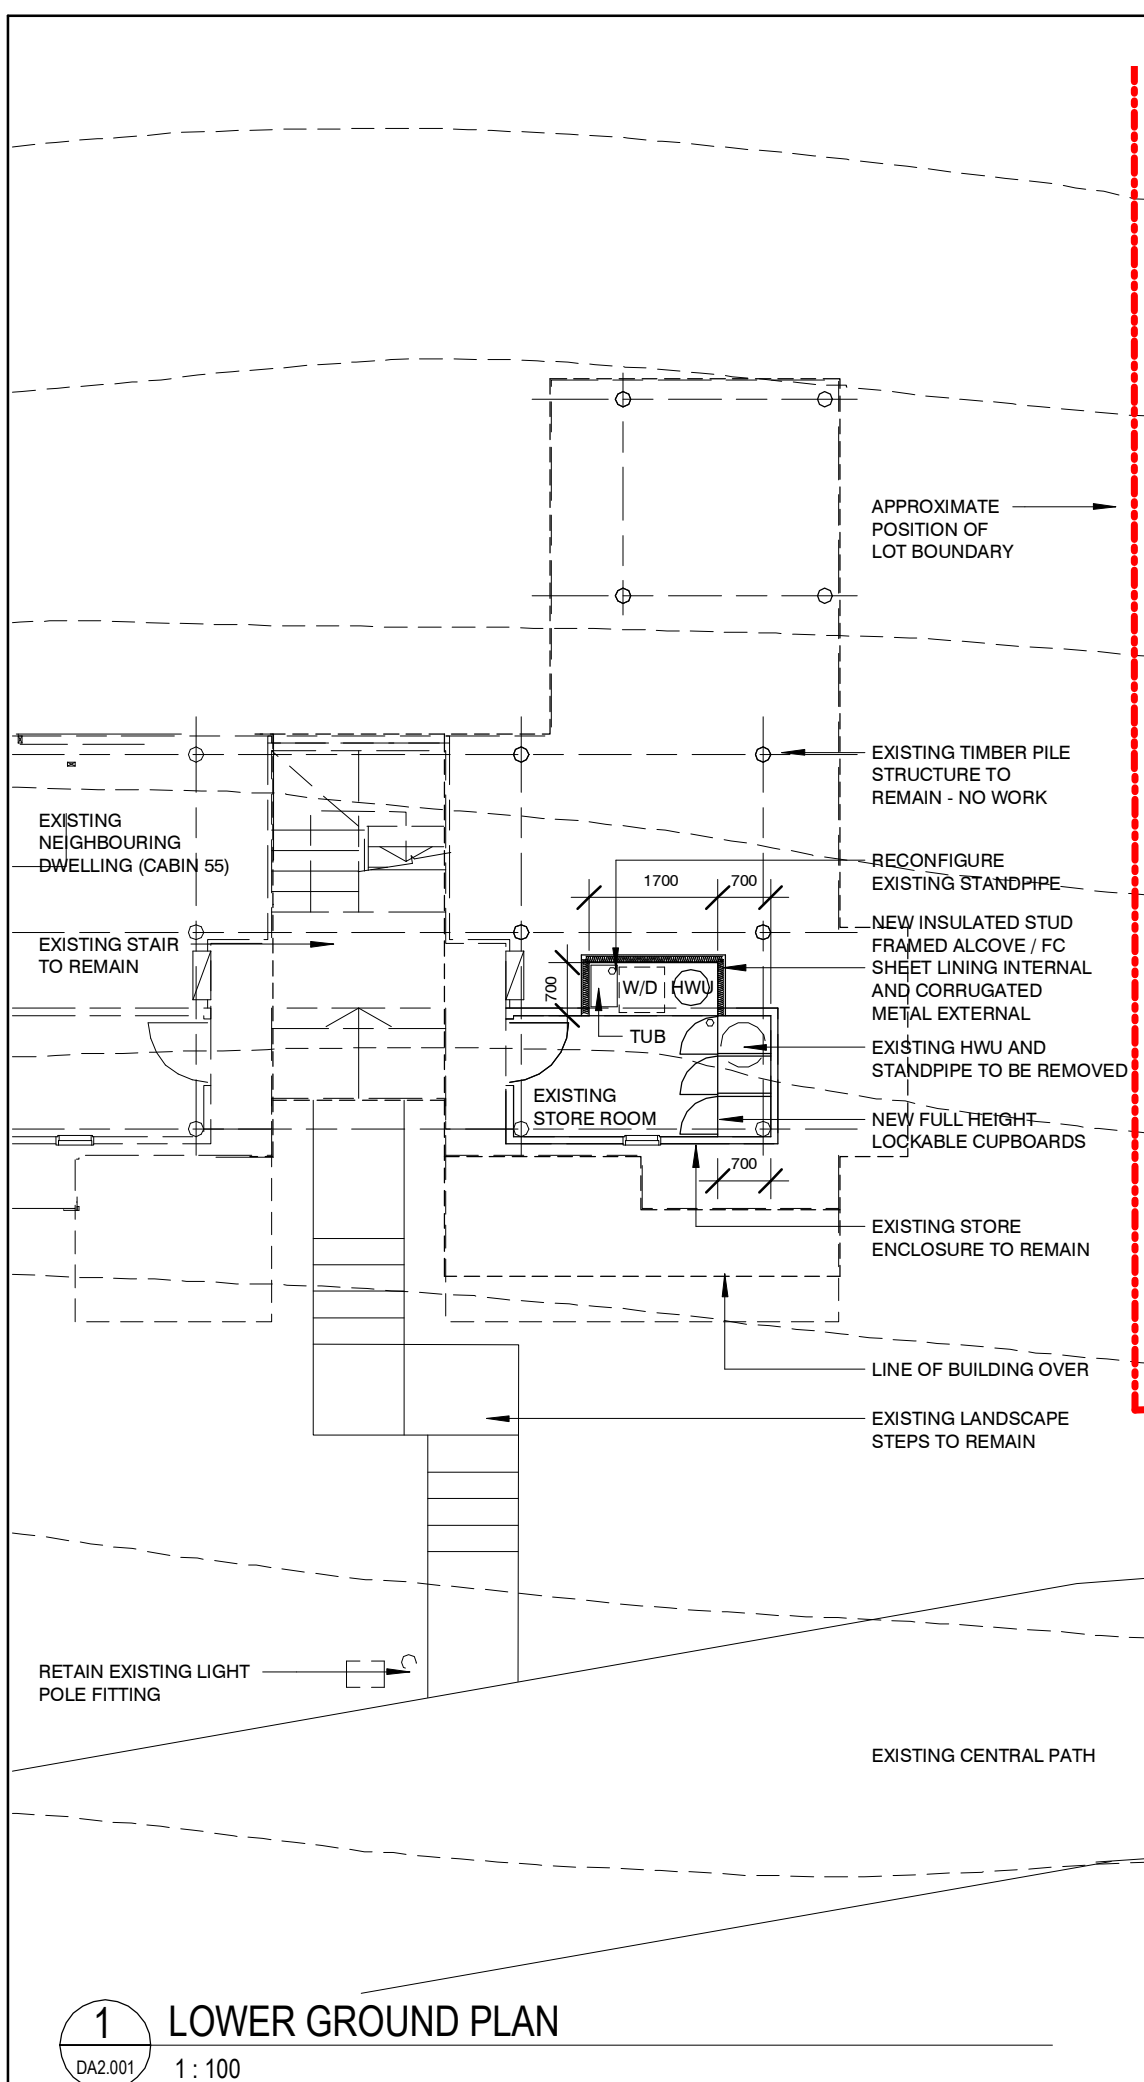 APPROXIMATE
POSITION OF
LOT BOUNDARY
EXISTING TIMBER PILE
STRUCTURE TO
REMAIN - NO WORK
EXISTING
NEIGHBOURING
DWELLING (CABIN 55)
RECONFIGURE
EXISTING STANDPIPE
1700
700
NEW INSULATED STUD
FRAMED ALCOVE / FC
SHEET LINING INTERNAL
AND CORRUGATED
METAL EXTERNAL
EXISTING STAIR
TO REMAIN
700
W/D
HWU
TUB
EXISTING HWU AND
STANDPIPE TO BE REMOVED
EXISTING
STORE ROOM
NEW FULL HEIGHT
LOCKABLE CUPBOARDS
700
EXISTING STORE
ENCLOSURE TO REMAIN
LINE OF BUILDING OVER
EXISTING LANDSCAPE
STEPS TO REMAIN
RETAIN EXISTING LIGHT
POLE FITTING
EXISTING CENTRAL PATH
1
LOWER GROUND PLAN
DA2.001
1 : 100